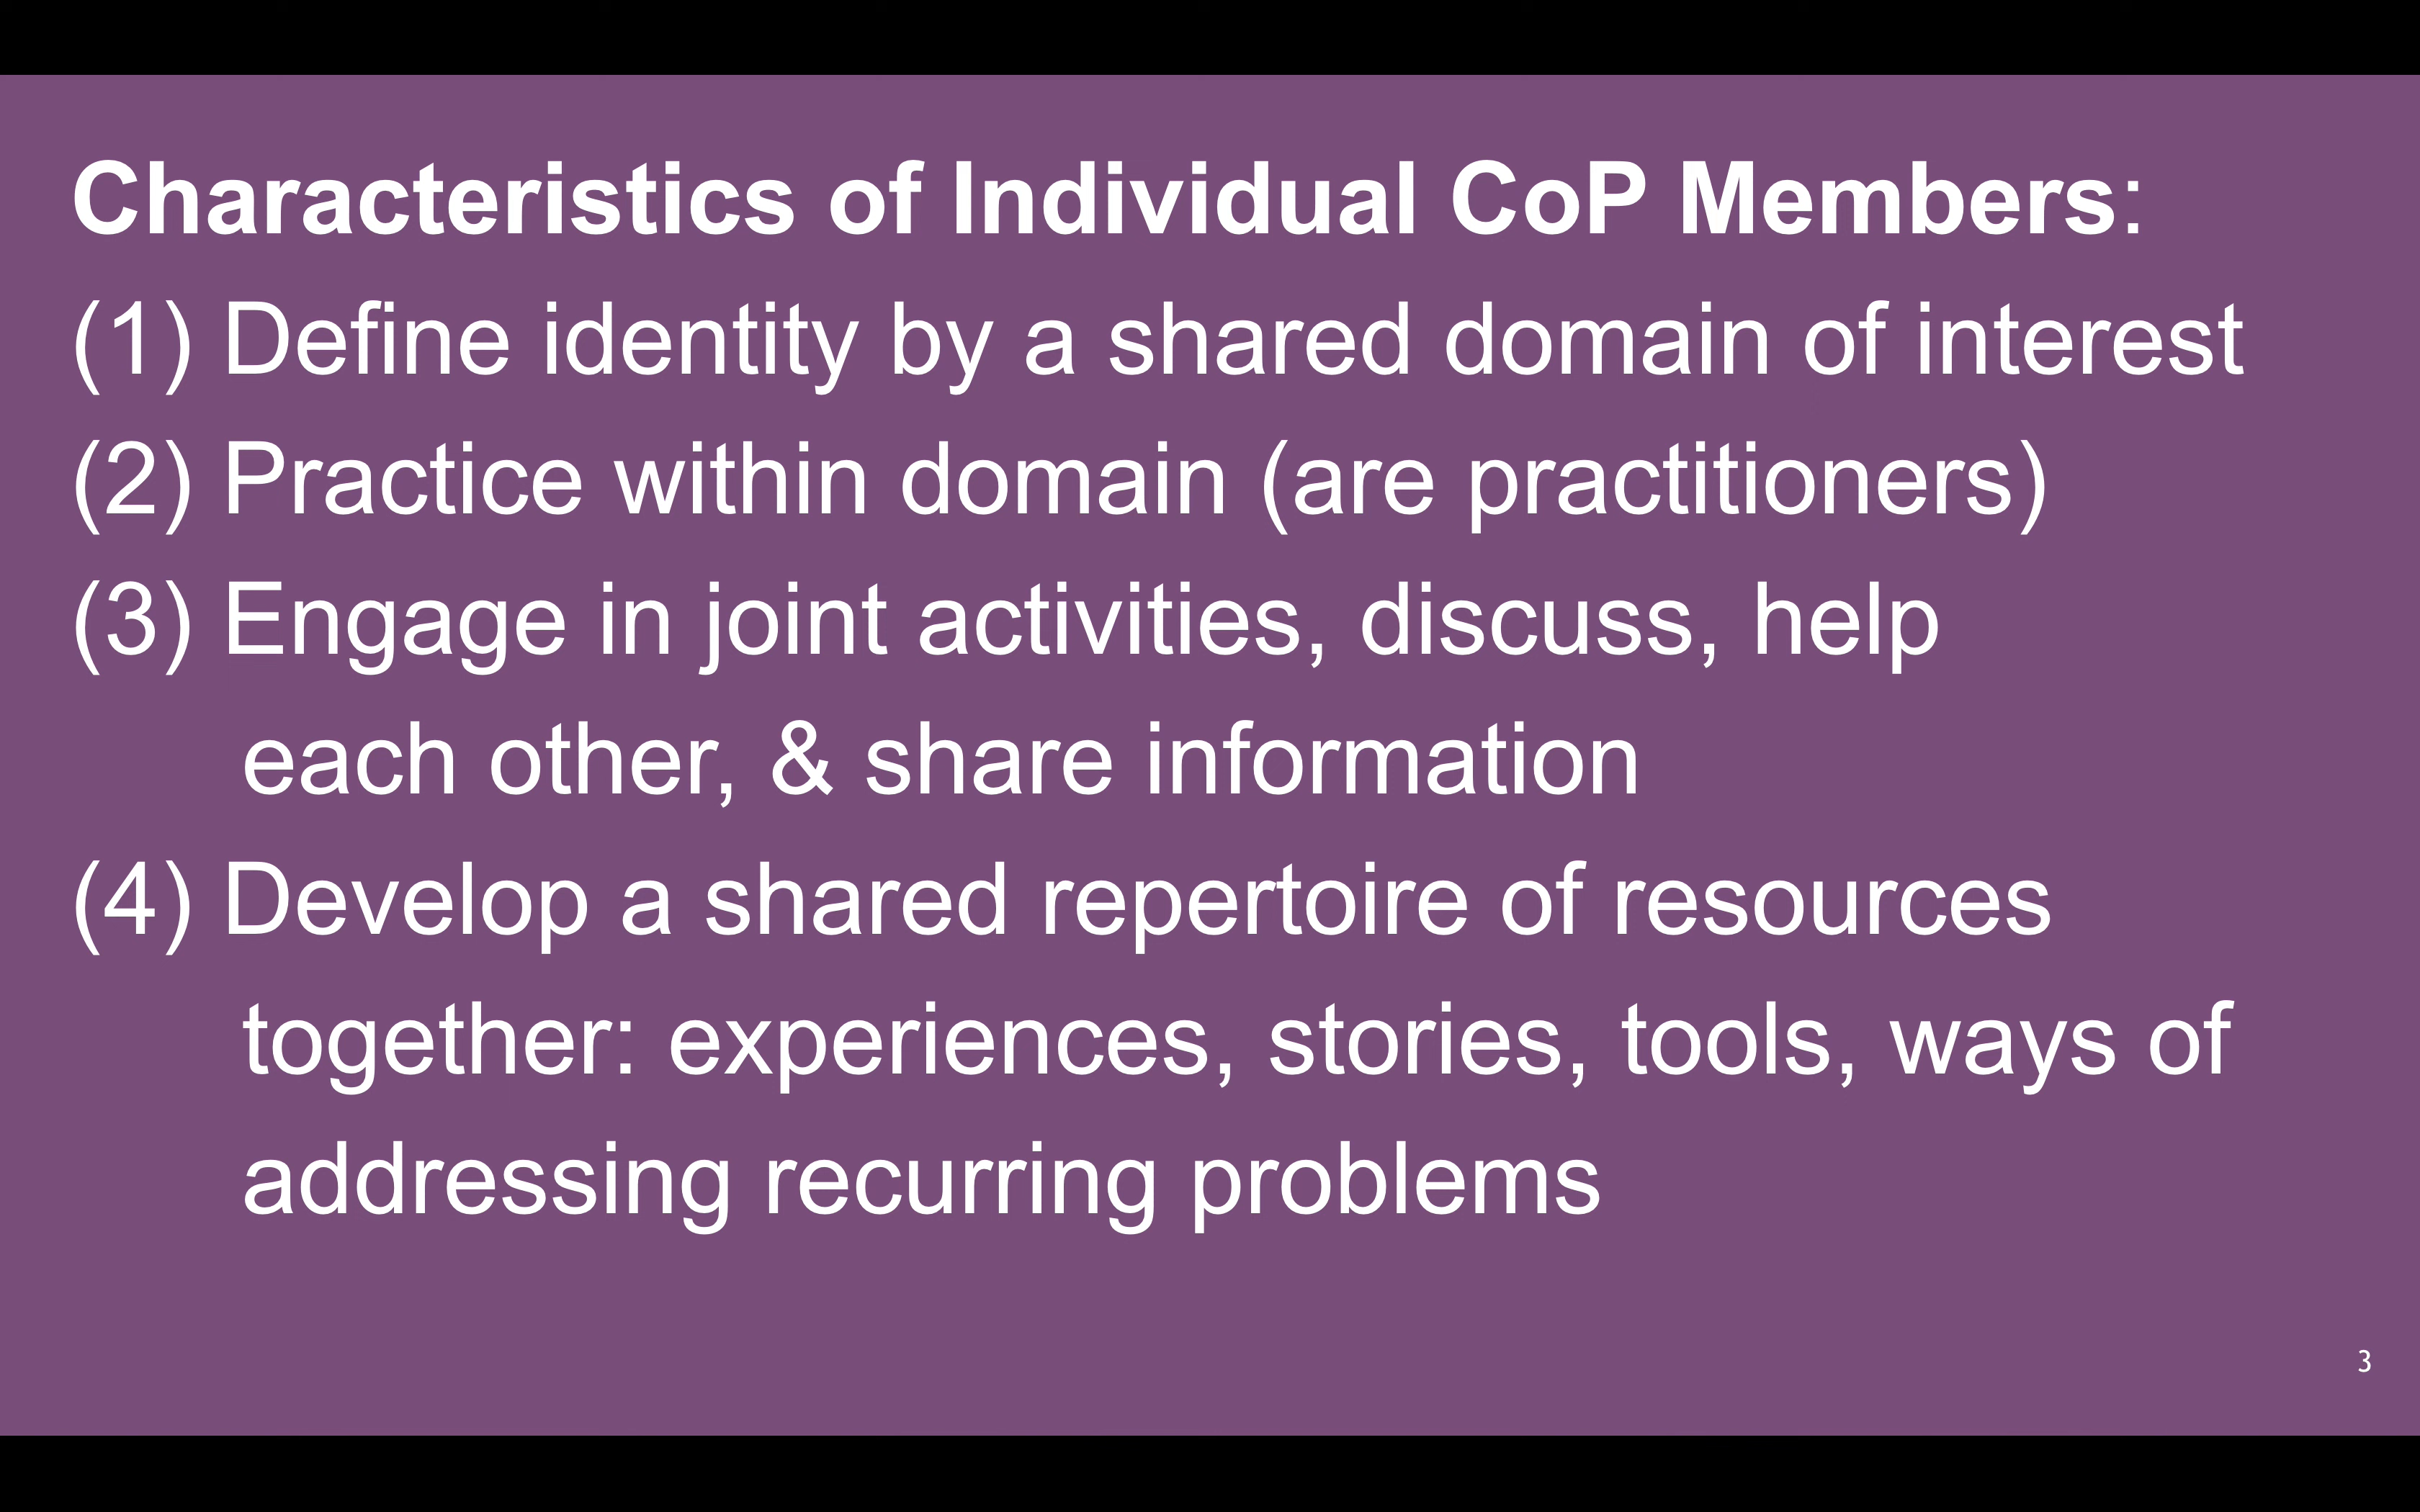 Characteristics of Individual CoP Members:
(1) Define identity by a shared domain of interest
(2) Practice within domain (are practitioners)
(3) Engage in joint activities, discuss, help
each other, & share information
(4) Develop a shared repertoire of resources
together: experiences, stories, tools, ways of
addressing recurring problems
3